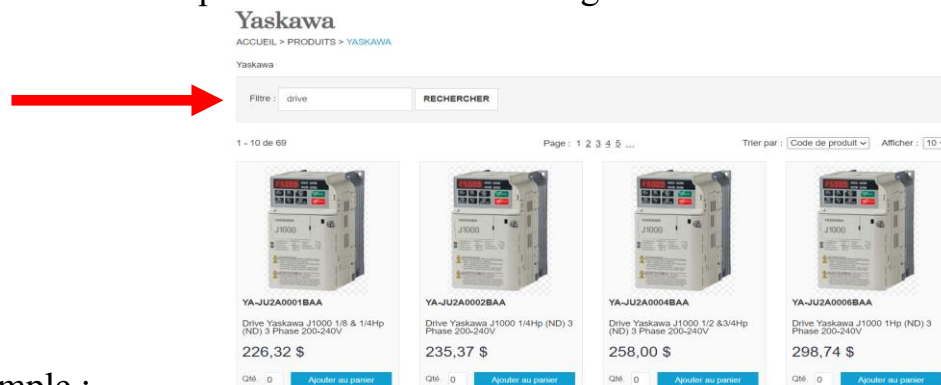 Yaskawa
ACCUEIL > PRODUITS > YASKAWA
Yaskawa
Filtre : drive RECHERCHER
1 - 10 de 69 Page : 1 2 3 4 5 ... Trier par : Code de produit Afficher : 10
J1000 J1000 J1000 J1000
YA-JU2A0001BAA YA-JU2A0002BAA YA-JU2A0004BAA YA-JU2A0006BAA
Drive Yaskawa J1000 1/8 & 1/4Hp (ND) 3 Phase 200-240V
Drive Yaskawa J1000 1/4Hp (ND) 3 Phase 200-240V
Drive Yaskawa J1000 1/2 &3/4Hp (ND) 3 Phase 200-240V
Drive Yaskawa J1000 1Hp (ND) 3 Phase 200-240V
226,32 $ 235,37 $ 258,00 $ 298,74 $
Qté. 0 Ajouter au panier Qté. 0 Ajouter au panier Qté. 0 Ajouter au panier Qté. 0 Ajouter au panier